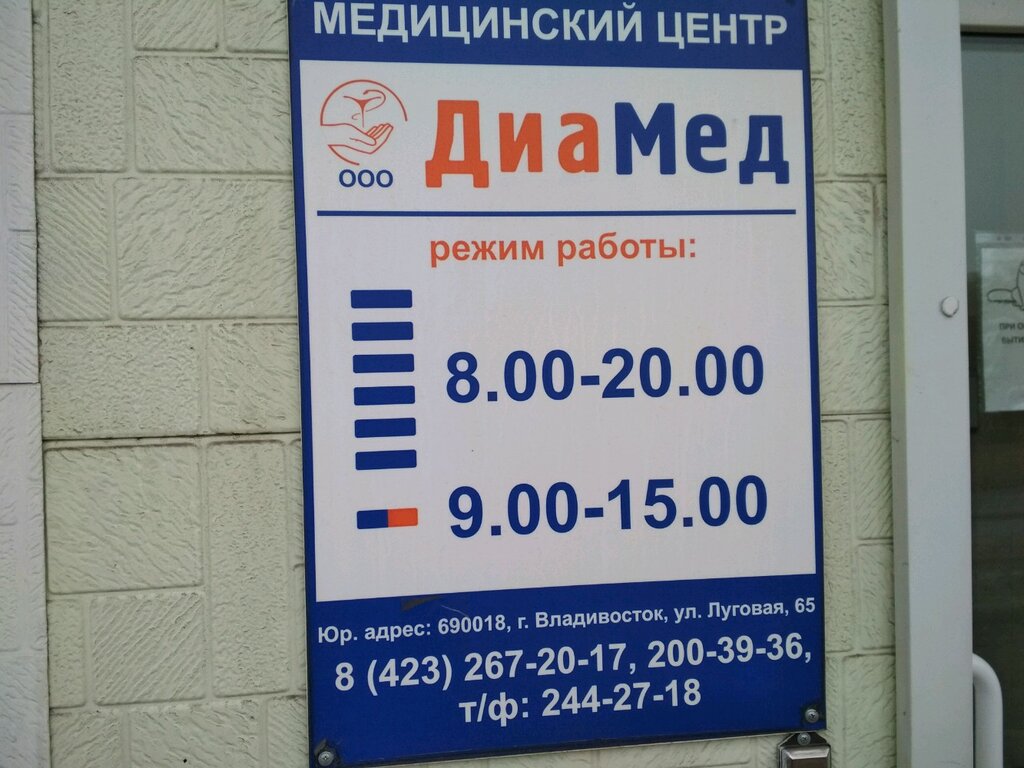 МЕДИЦИНСКИЙ ЦЕНТР
ООО
ДиаМед
режим работы:
8.00-20.00
9.00-15.00
Юр. адрес: 690018, г. Владивосток, ул. Луговая, 65
8 (423) 267-20-17, 200-39-36,
т/ф: 244-27-18
ПРИ